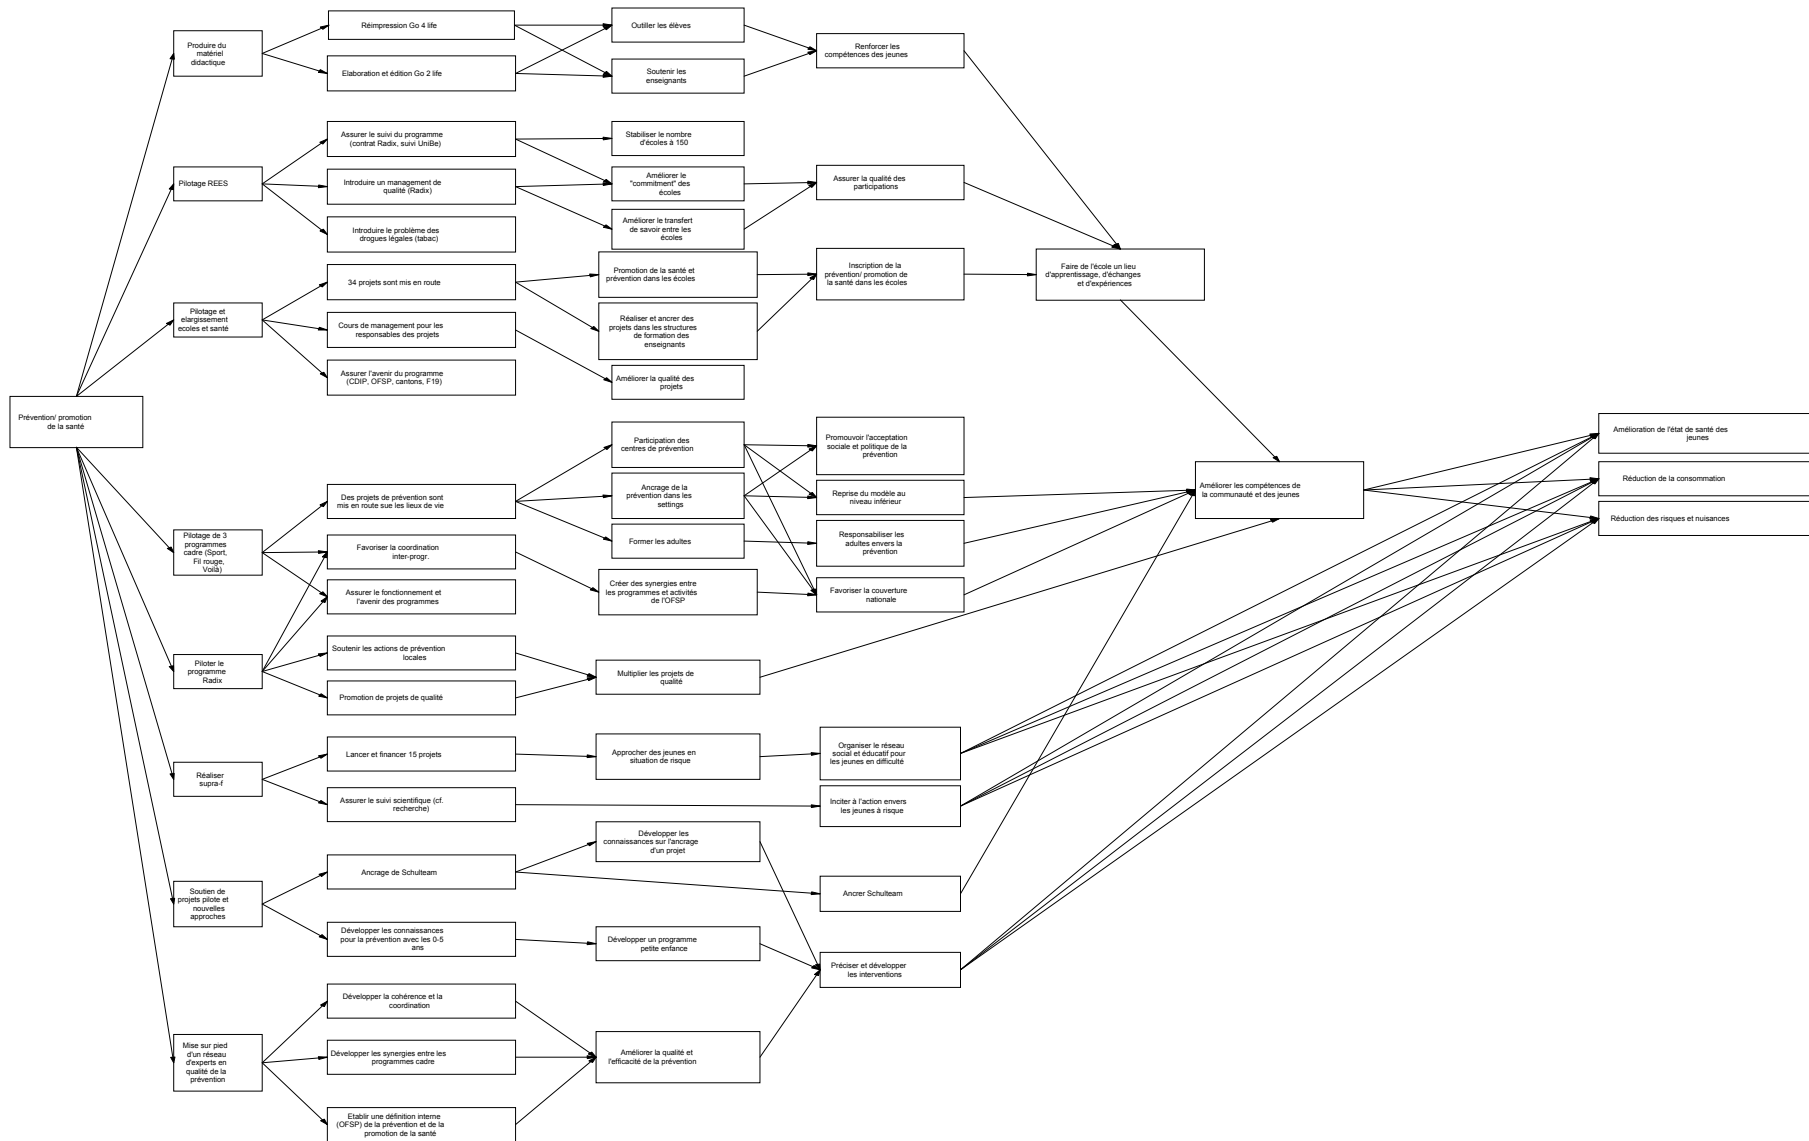 Prévention/ promotion
de la santé
Produire du
matériel
didactique
Pilotage REES
Pilotage et
elargissement
ecoles et santé
Pilotage de 3
programmes
cadre (Sport,
Fil rouge,
Voilà)
Piloter le
programme
Radix
Réaliser
supra-f
Soutien de
projets pilote et
nouvelles
approches
Mise sur pied
d'un réseau
d'experts en
qualité de la
prévention
Réimpression Go 4 life
Elaboration et édition Go 2 life
Assurer le suivi du programme
(contrat Radix, suivi UniBe)
Introduire un management de
qualité (Radix)
Introduire le problème des
drogues légales (tabac)
34 projets sont mis en route
Cours de management pour les
responsables des projets
Assurer l'avenir du programme
(CDIP, OFSP, cantons, F19)
Des projets de prévention sont
mis en route sue les lieux de vie
Favoriser la coordination
inter-progr.
Assurer le fonctionnement et
l'avenir des programmes
Soutenir les actions de prévention
locales
Promotion de projets de qualité
Lancer et financer 15 projets
Assurer le suivi scientifique (cf.
recherche)
Ancrage de Schulteam
Développer les connaissances
pour la prévention avec les 0-5
ans
Développer la cohérence et la
coordination
Développer les synergies entre les
programmes cadre
Etablir une définition interne
(OFSP) de la prévention et de la
promotion de la santé
Outiller les élèves
Soutenir les
enseignants
Stabiliser le nombre
d'écoles à 150
Améliorer le
"commitment" des
écoles
Améliorer le transfert
de savoir entre les
écoles
Promotion de la santé et
prévention dans les écoles
Réaliser et ancrer des
projets dans les structures
de formation des
enseignants
Améliorer la qualité des
projets
Participation des
centres de prévention
Ancrage de la
prévention dans les
settings
Former les adultes
Créer des synergies entre
les programmes et activités
de l'OFSP
Multiplier les projets de
qualité
Approcher des jeunes en
situation de risque
Développer les
connaissances sur l'ancrage
d'un projet
Développer un programme
petite enfance
Améliorer la qualité et
l'efficacité de la prévention
Renforcer les
compétences des jeunes
Assurer la qualité des
participations
Inscription de la
prévention/ promotion de
la santé dans les écoles
Promouvoir l'acceptation
sociale et politique de la
prévention
Reprise du modèle au
niveau inférieur
Responsabiliser les
adultes envers la
prévention
Favoriser la couverture
nationale
Organiser le réseau
social et éducatif pour
les jeunes en difficulté
Inciter à l'action envers
les jeunes à risque
Ancrer Schulteam
Préciser et développer
les interventions
Faire de l'école un lieu
d'apprentissage, d'échanges
et d'expériences
Améliorer les compétences de
la communauté et des jeunes
Amélioration de l'état de santé des
jeunes
Réduction de la consommation
Réduction des risques et nuisances